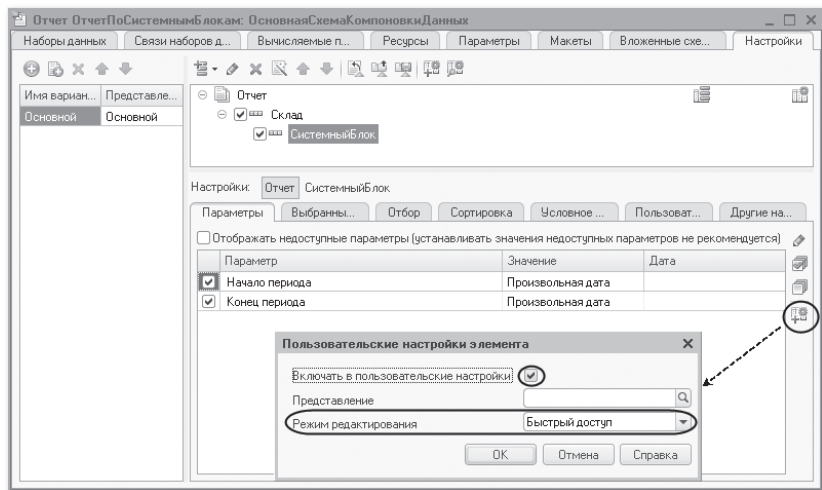 Отчет ОтчетПоСистемнымБлокам: ОсновнаяСхемаКомпоновкиДанных
Наборы данных Связи наборов д... Вычисляемые п... Ресурсы Параметры Макеты Вложенные схе... Настройки
Имя вариан... Представле...
Основной Основной
Отчет
Склад
СистемныйБлок
Настройки: Отчет СистемныйБлок
Параметры Выбранны... Отбор Сортировка Условное ... Пользоват... Другие на...
Отображать недоступные параметры (устанавливать значения недоступных параметров не рекомендуется)
Параметр Значение Дата
Начало периода Произвольная дата
Конец периода Произвольная дата
Пользовательские настройки элемента
Включать в пользовательские настройки
Представление
Режим редактирования Быстрый доступ
OK Отмена Справка